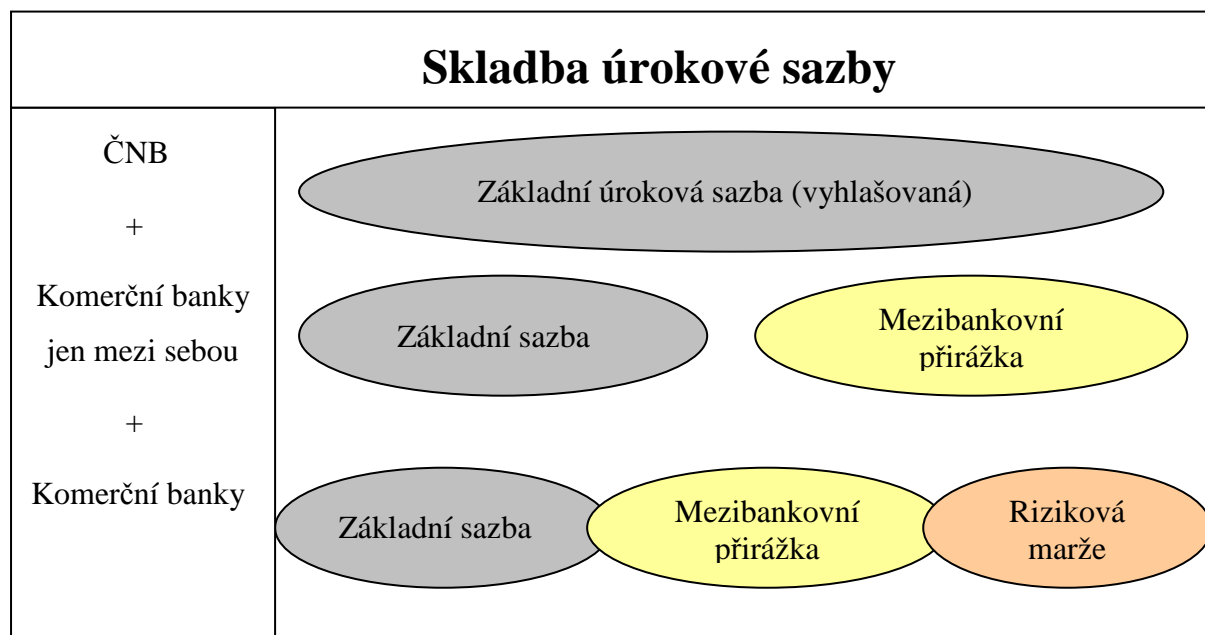 Skladba úrokové sazby
ČNB
+
Komerční banky
jen mezi sebou
+
Komerční banky
Základní úroková sazba (vyhlašovaná)
Základní sazba
Mezibankovní
přirážka
Základní sazba
Mezibankovní
přirážka
Riziková
marže